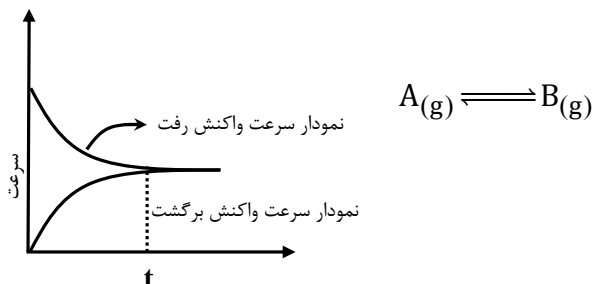 نمودار سرعت واکنش رفت
A(g) ⇌ B(g)
سرعت
نمودار سرعت واکنش برگشت
t